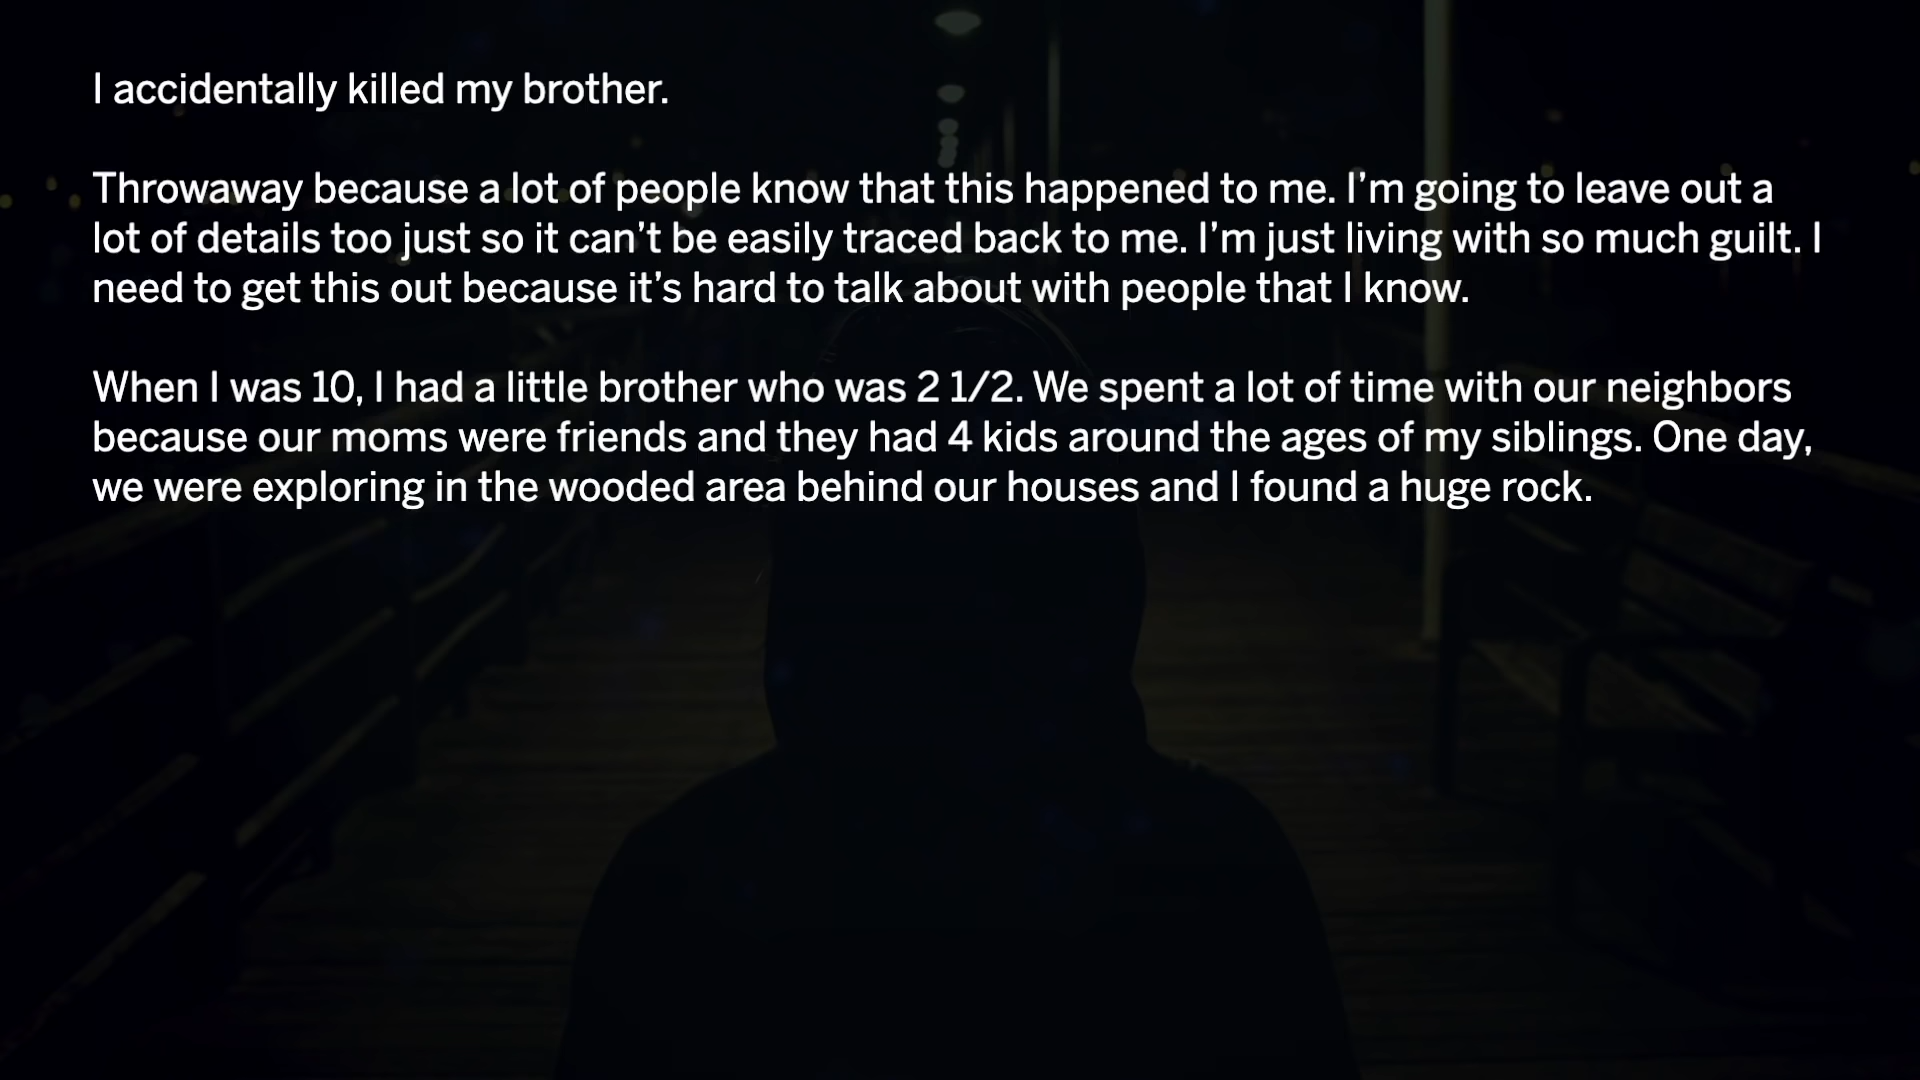 I accidentally killed my brother.
Throwaway because a lot of people know that this happened to me. I’m going to leave out a
lot of details too just so it can’t be easily traced back to me. I’m just living with so much guilt. I
need to get this out because it’s hard to talk about with people that I know.
When I was 10, I had a little brother who was 2 1/2. We spent a lot of time with our neighbors
because our moms were friends and they had 4 kids around the ages of my siblings. One day,
we were exploring in the wooded area behind our houses and I found a huge rock.